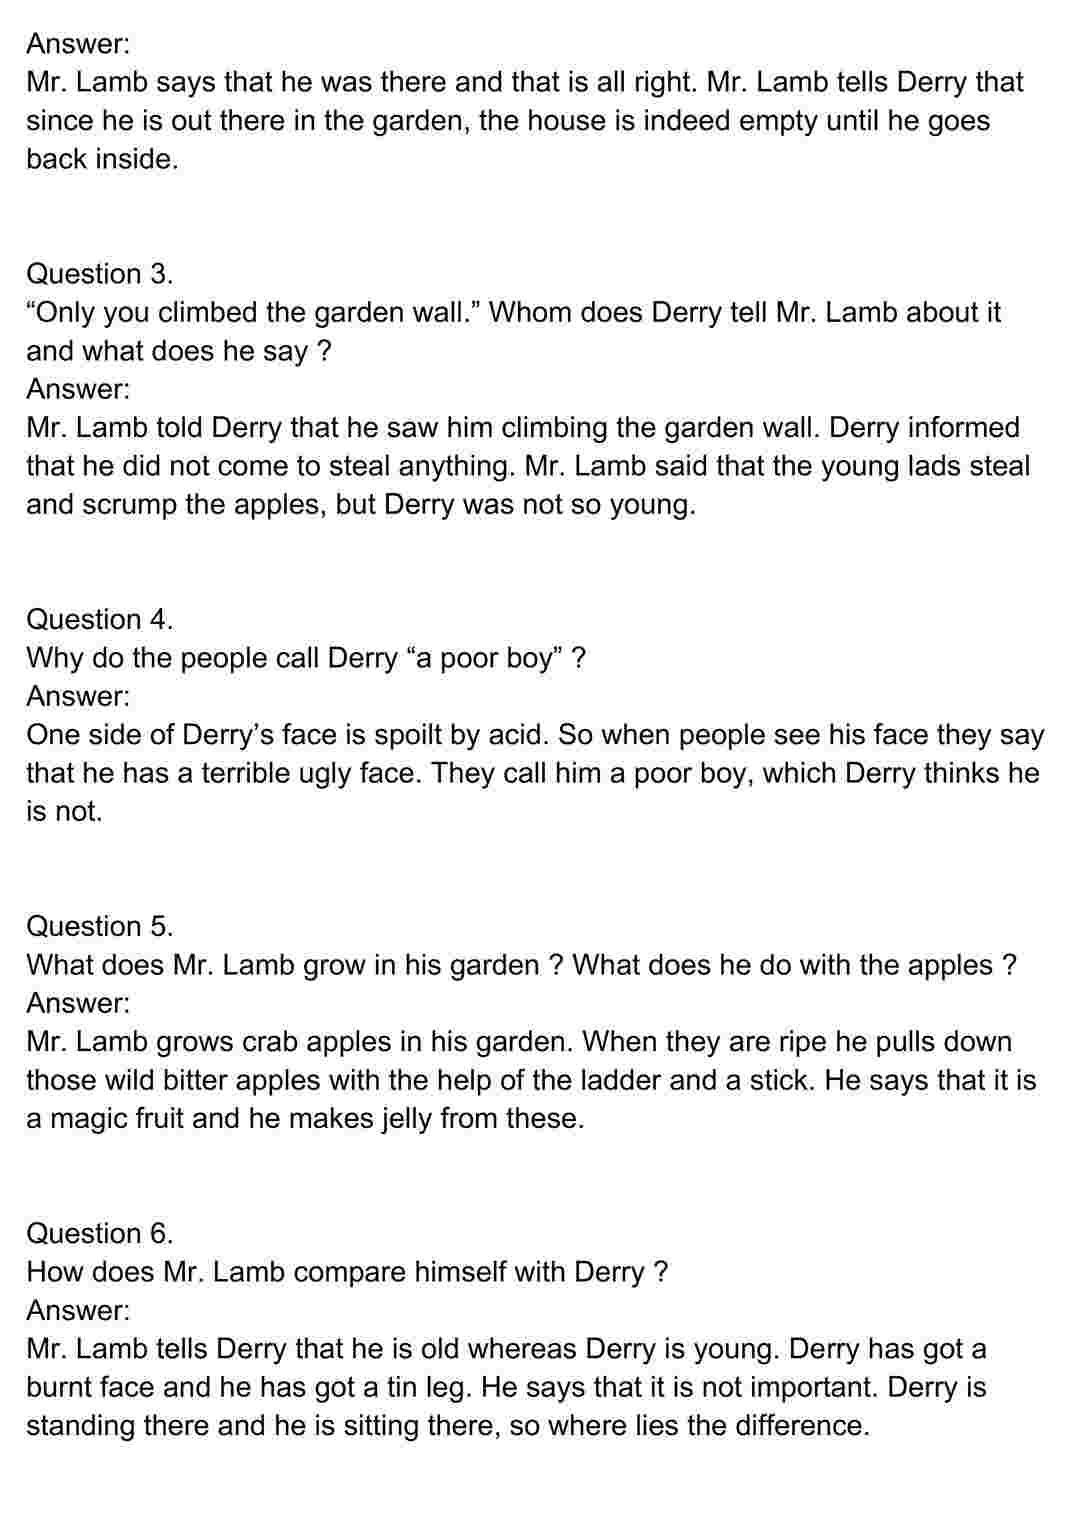 Answer:
Mr. Lamb says that he was there and that is all right. Mr. Lamb tells Derry that
since he is out there in the garden, the house is indeed empty until he goes
back inside.
Question 3.
“Only you climbed the garden wall.” Whom does Derry tell Mr. Lamb about it
and what does he say ?
Answer:
Mr. Lamb told Derry that he saw him climbing the garden wall. Derry informed
that he did not come to steal anything. Mr. Lamb said that the young lads steal
and scrump the apples, but Derry was not so young.
Question 4.
Why do the people call Derry “a poor boy” ?
Answer:
One side of Derry’s face is spoilt by acid. So when people see his face they say
that he has a terrible ugly face. They call him a poor boy, which Derry thinks he
is not.
Question 5.
What does Mr. Lamb grow in his garden ? What does he do with the apples ?
Answer:
Mr. Lamb grows crab apples in his garden. When they are ripe he pulls down
those wild bitter apples with the help of the ladder and a stick. He says that it is
a magic fruit and he makes jelly from these.
Question 6.
How does Mr. Lamb compare himself with Derry ?
Answer:
Mr. Lamb tells Derry that he is old whereas Derry is young. Derry has got a
burnt face and he has got a tin leg. He says that it is not important. Derry is
standing there and he is sitting there, so where lies the difference.